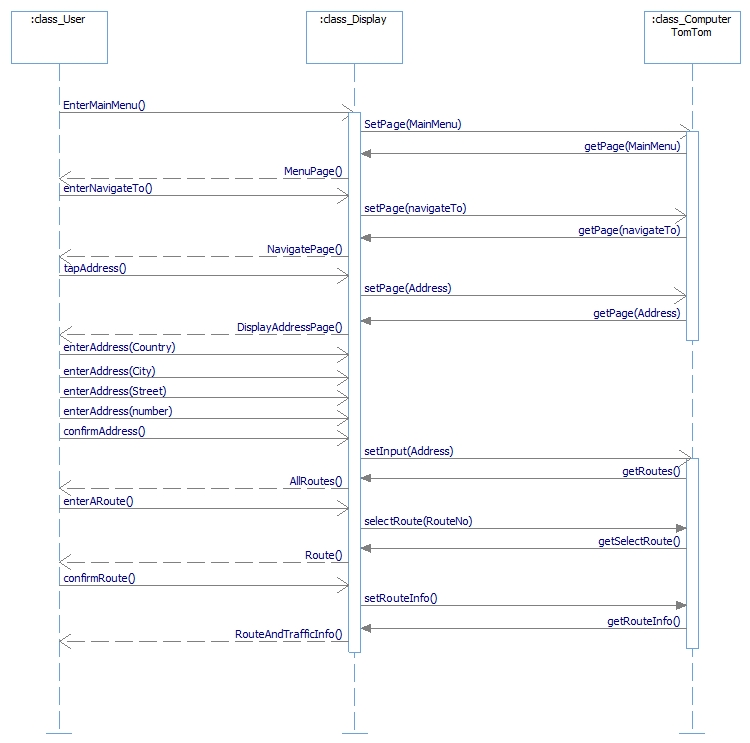 :class_User
:class_Display
:class_Computer
TomTom
EnterMainMenu()
SetPage(MainMenu)
getPage(MainMenu)
MenuPage()
enterNavigateTo()
setPage(navigateTo)
getPage(navigateTo)
NavigatePage()
tapAddress()
setPage(Address)
getPage(Address)
DisplayAddressPage()
enterAddress(Country)
enterAddress(City)
enterAddress(Street)
enterAddress(number)
confirmAddress()
setInput(Address)
getRoutes()
AllRoutes()
enterARoute()
selectRoute(RouteNo)
getSelectRoute()
Route()
confirmRoute()
setRouteInfo()
getRouteInfo()
RouteAndTrafficInfo()